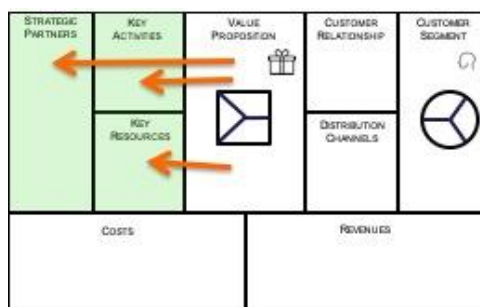 STRATEGIC
PARTNERS
KEY
ACTIVITIES
VALUE
PROPOSITION
CUSTOMER
RELATIONSHIP
CUSTOMER
SEGMENT
KEY
RESOURCES
DISTRIBUTION
CHANNELS
COSTS
REVENUES